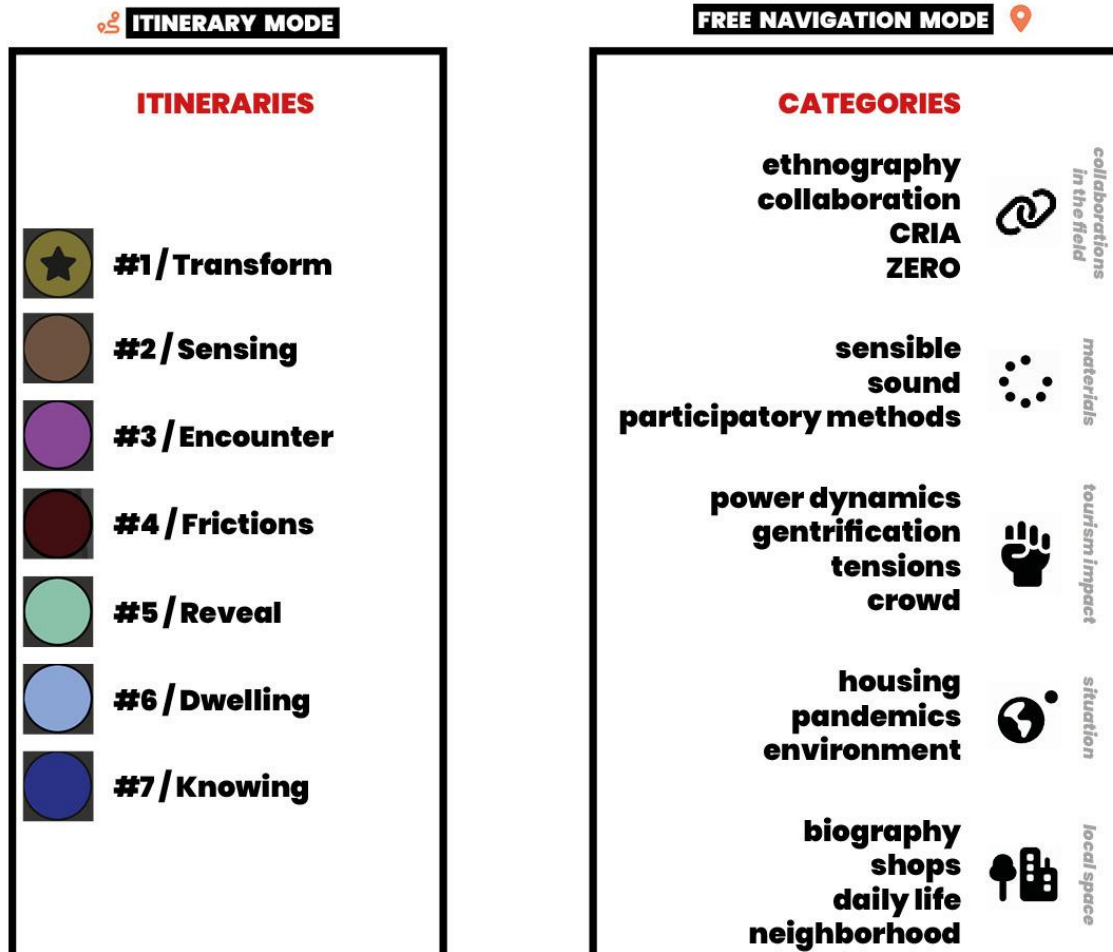 ITINERARY MODE
ITINERARIES
#1/Transform
#2/Sensing
#3/Encounter
#4/Frictions
#5/Reveal
#6/Dwelling
#7/Knowing
FREE NAVIGATION MODE
CATEGORIES
ethnography
collaboration
CRIA
ZERO
collaborations
in the field
sensible
sound
participatory methods
materials
power dynamics
gentrification
tensions
crowd
tourism impact
housing
pandemics
environment
situation
biography
shops
daily life
neighborhood
local space